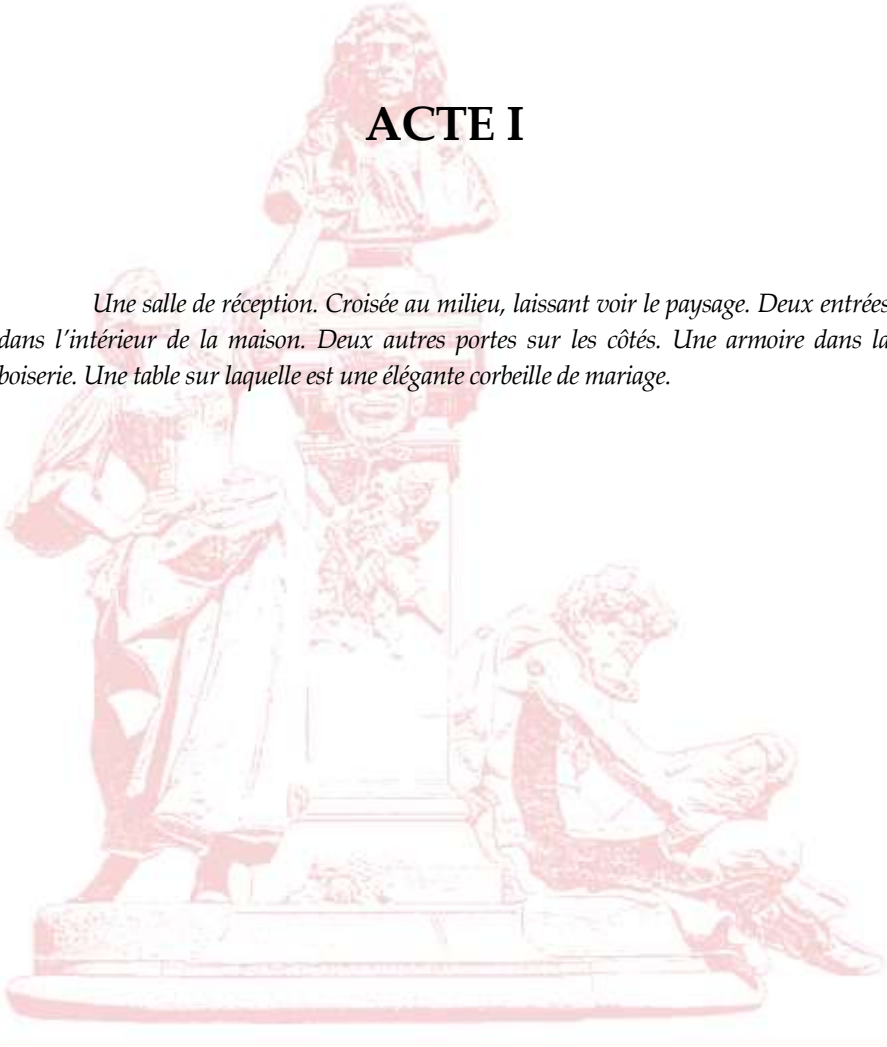 ACTE I
Une salle de réception. Croisée au milieu, laissant voir le paysage. Deux entrées
dans l’intérieur de la maison. Deux autres portes sur les côtés. Une armoire dans la
boiserie. Une table sur laquelle est une élégante corbeille de mariage.